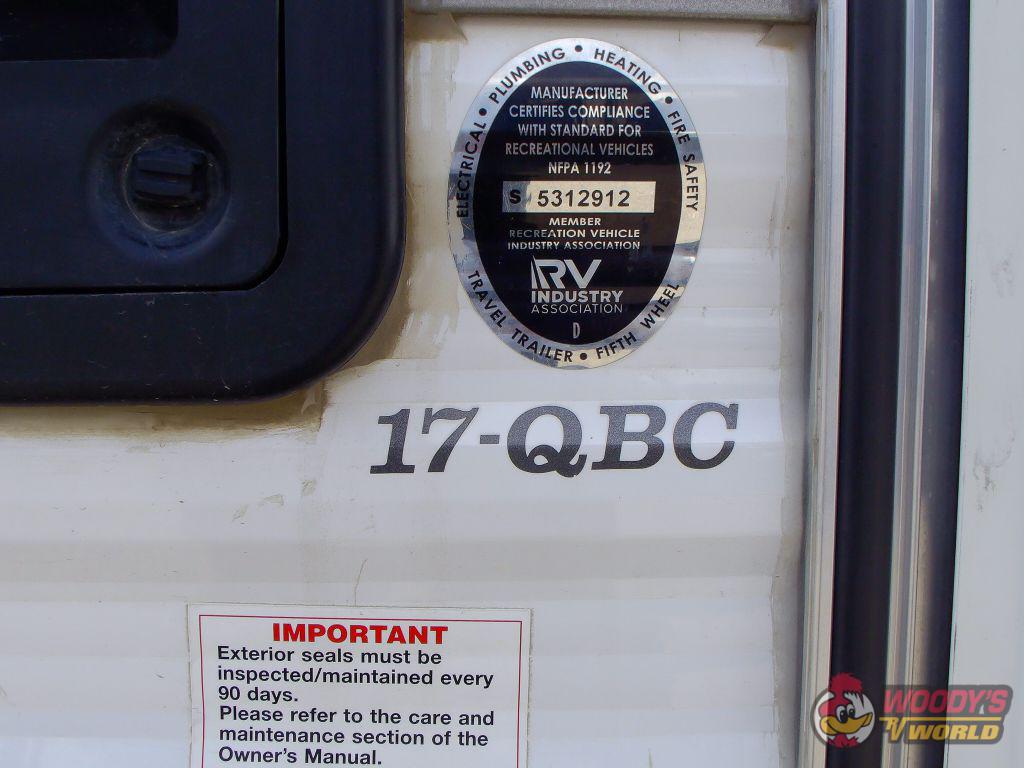 ELECTRICAL • PLUMBING • HEATING • FIRE SAFETY
MANUFACTURER
CERTIFIES COMPLIANCE
WITH STANDARD FOR
RECREATIONAL VEHICLES
NFPA 1192
S 5312912
MEMBER
RECREATION VEHICLE
INDUSTRY ASSOCIATION
RV
INDUSTRY
ASSOCIATION
D
TRAVEL TRAILER • FIFTH WHEEL
17-QBC
IMPORTANT
Exterior seals must be
inspected/maintained every
90 days.
Please refer to the care and
maintenance section of the
Owner's Manual.
WOODY'S
RV WORLD